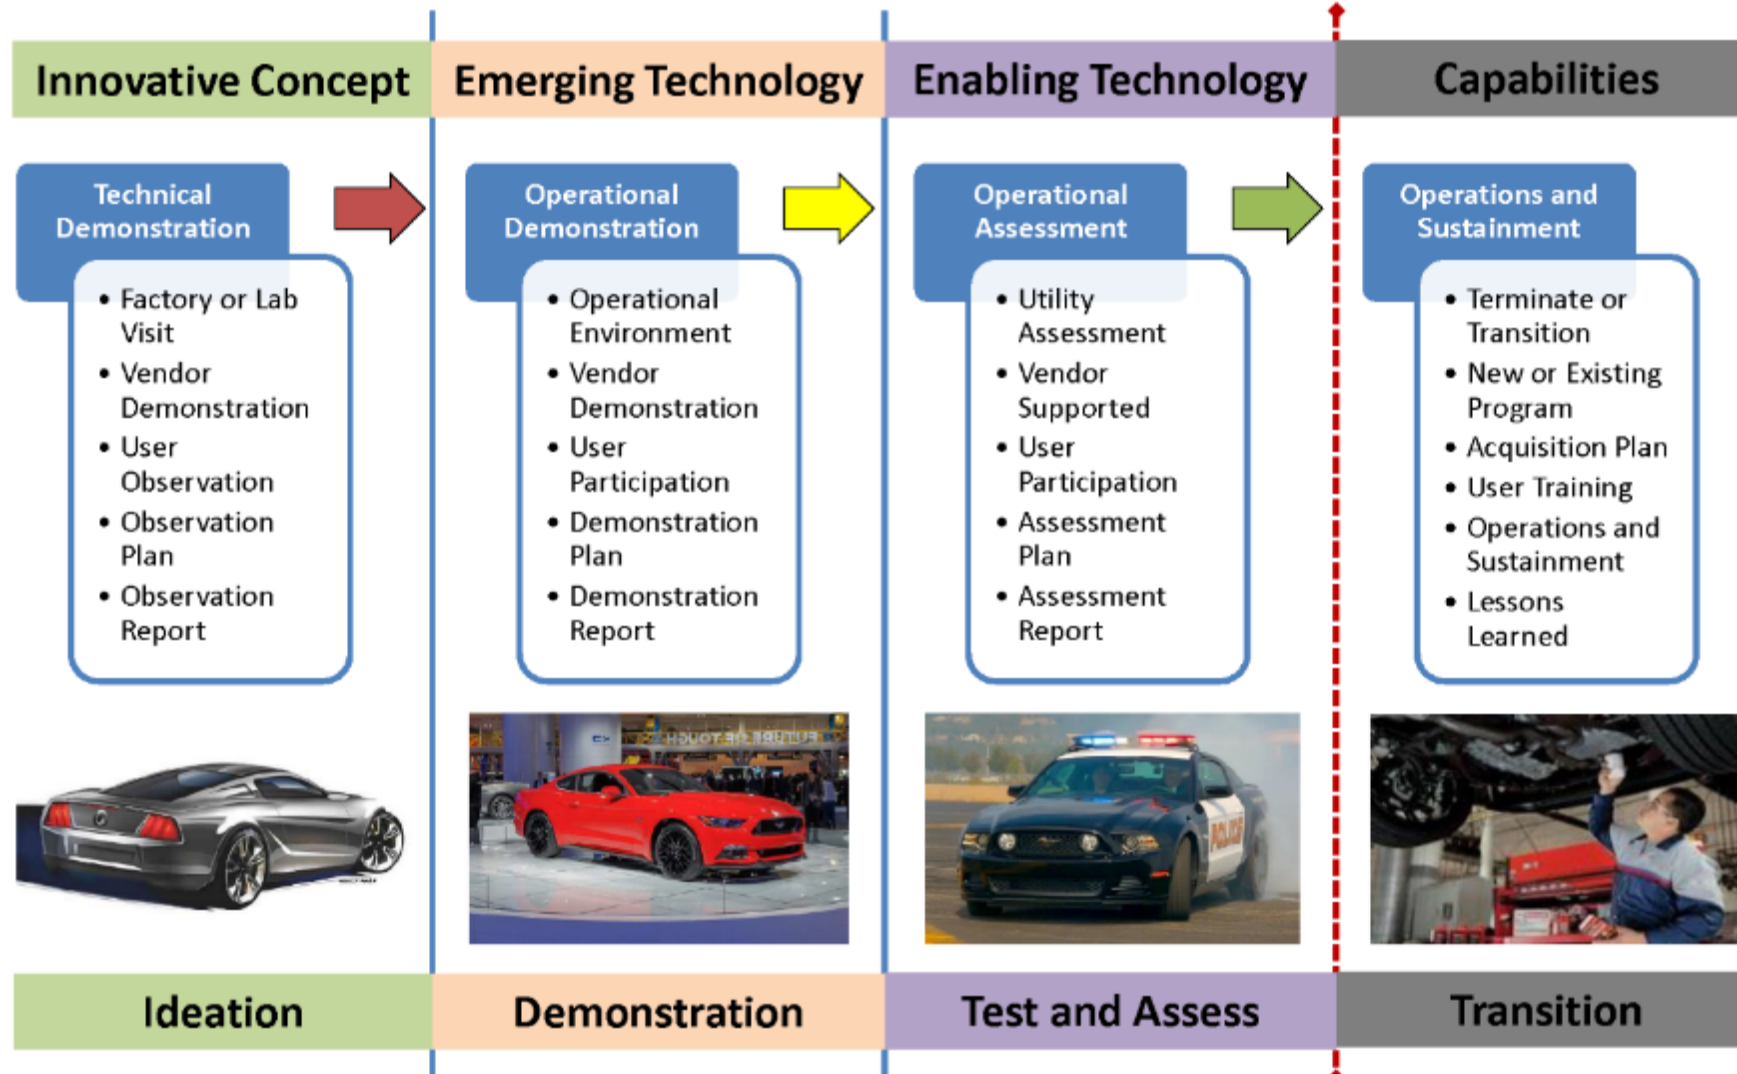 Innovative Concept
Emerging Technology
Enabling Technology
Capabilities
Technical
Demonstration
• Factory or Lab
Visit
• Vendor
Demonstration
• User
Observation
• Observation
Plan
• Observation
Report
Operational
Demonstration
• Operational
Environment
• Vendor
Demonstration
• User
Participation
• Demonstration
Plan
• Demonstration
Report
Operational
Assessment
• Utility
Assessment
• Vendor
Supported
• User
Participation
• Assessment
Plan
• Assessment
Report
Operations and
Sustainment
• Terminate or
Transition
• New or Existing
Program
• Acquisition Plan
• User Training
• Operations and
Sustainment
• Lessons
Learned
FUTURE OF TOUGH
POLICE
Ideation
Demonstration
Test and Assess
Transition